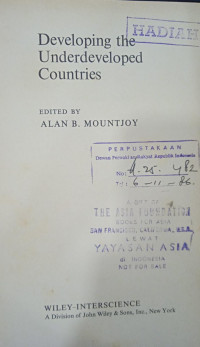 HADIAH
Developing the
Underdeveloped
Countries
EDITED BY
ALAN B. MOUNTJOY
PERPUSTAKAAN
Dewan Perwakilan Rakyat Republik Indonesia
No:
482
Tgl: 6-11-86.
A GIFT OF
THE ASIA FOUNDATION
BOOKS FOR ASIA
SAN FRANCISCO, CALIFORNIA, U.S.A.
LEWAT
YAYASAN ASIA
DI INDONESIA
NOT FOR SALE
WILEY-INTERSCIENCE
A Division of John Wiley & Sons, Inc., New York